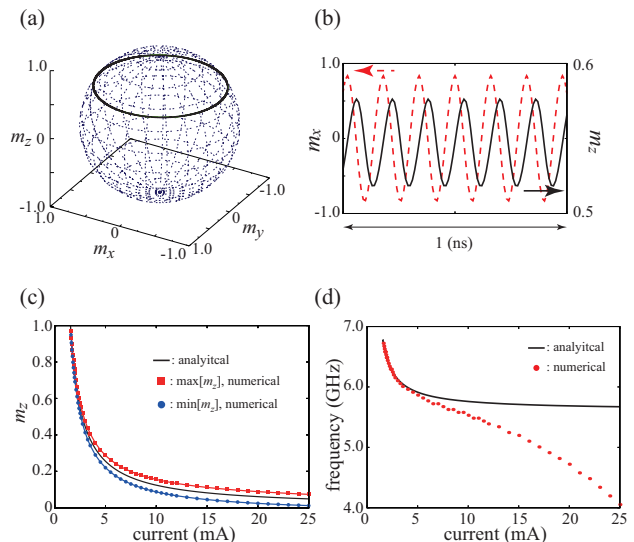 (a)
1.0
m_z
0
-1.0
1.0
0
m_x
-1.0
1.0
0
m_y
-1.0
(b)
1.0
0
-1.0
m_x
0.6
0.5
m_z
1 (ns)
(c)
1.0
0.8
0.6
0.4
0.2
0
m_z
: analyitcal
: max[m_z], numerical
: min[m_z], numerical
0
5
10
15
20
25
current (mA)
(d)
7.0
6.0
5.0
4.0
frequency (GHz)
: analyitcal
: numerical
0
5
10
15
20
25
current (mA)